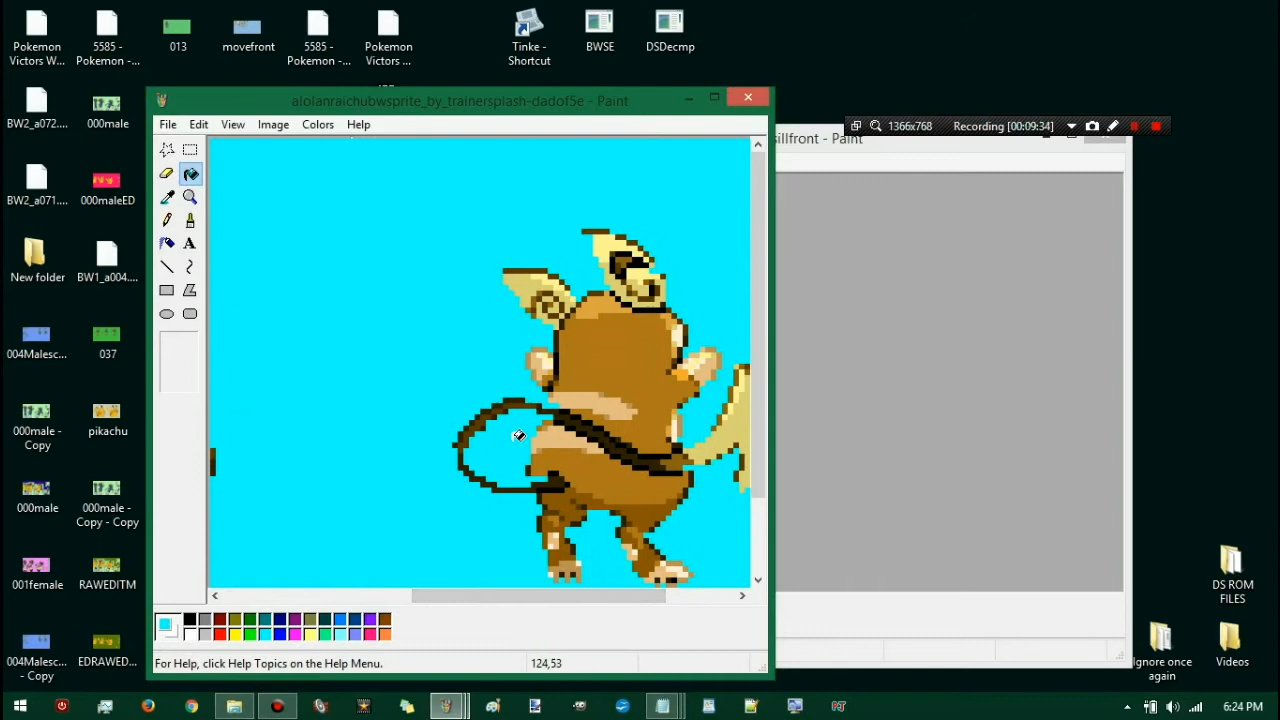 Pokemon Victors W...
5585 - Pokemon -...
013
movefront
5585 - Pokemon -...
Pokemon Victors ...
Tinke - Shortcut
BWSE
DSDecmp
BW2_a072....
000male
alolanraichubwsprite_by_trainersplash-dadof5e - Paint
1366x768
Recording [00:09:34]
sillfront - Paint
File
Edit
View
Image
Colors
Help
BW2_a071....
000maleED
New folder
BW1_a004....
004Malesc...
037
000male - Copy
pikachu
000male
000male - Copy - Copy
001female
RAWEDITM
DS ROM FILES
004Malesc... - Copy
EDRAWED...
For Help, click Help Topics on the Help Menu.
124,53
Ignore once again
Videos
6:24 PM